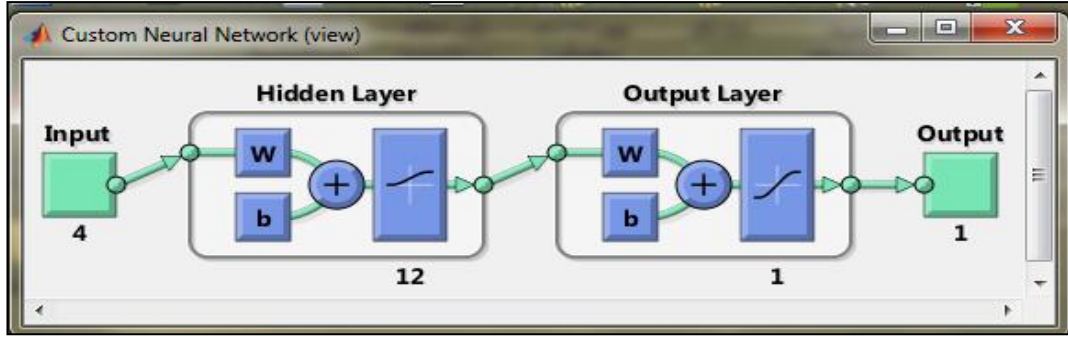 Custom Neural Network (view)
Hidden Layer
Output Layer
Input
Output
W
b
+
W
b
+
4
12
1
1